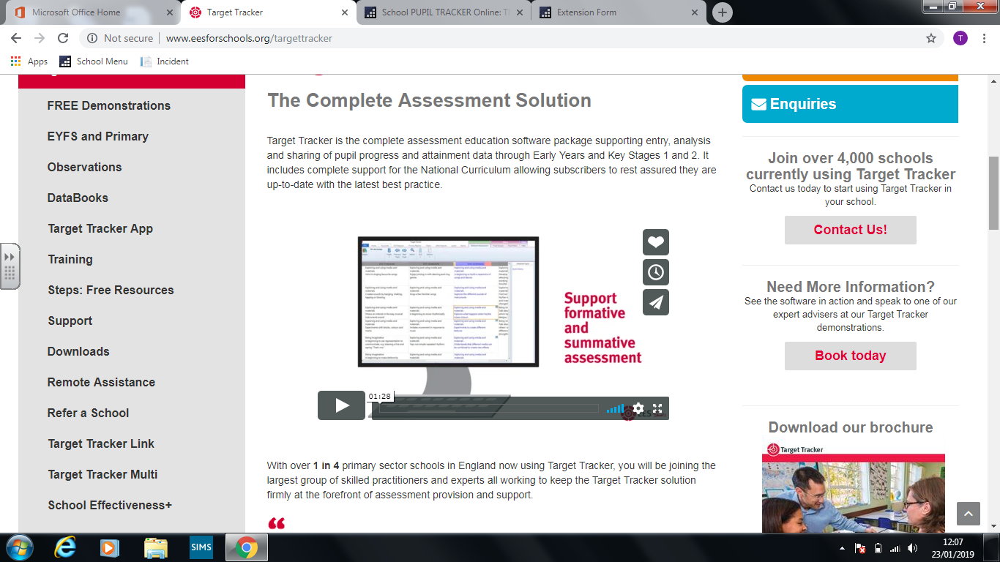 Microsoft Office Home
Target Tracker
School PUPIL TRACKER Online: T
Extension Form
Not secure
www.eesforschools.org/targettracker
T
Apps
School Menu
Incident
FREE Demonstrations
EYFS and Primary
Observations
DataBooks
Target Tracker App
Training
Steps: Free Resources
Support
Downloads
Remote Assistance
Refer a School
Target Tracker Link
Target Tracker Multi
School Effectiveness+
The Complete Assessment Solution
Target Tracker is the complete assessment education software package supporting entry, analysis
and sharing of pupil progress and attainment data through Early Years and Key Stages 1 and 2. It
includes complete support for the National Curriculum allowing subscribers to rest assured they are
up-to-date with the latest best practice.
Support
formative
and
summative
assessment
01:28
EES
With over 1 in 4 primary sector schools in England now using Target Tracker, you will be joining the
largest group of skilled practitioners and experts all working to keep the Target Tracker solution
firmly at the forefront of assessment provision and support.
Enquiries
Join over 4,000 schools
currently using Target Tracker
Contact us today to start using Target Tracker in
your school.
Contact Us!
Need More Information?
See the software in action and speak to one of our
expert advisers at our Target Tracker
demonstrations.
Book today
Download our brochure
Target Tracker
SIMS
12:07
23/01/2019